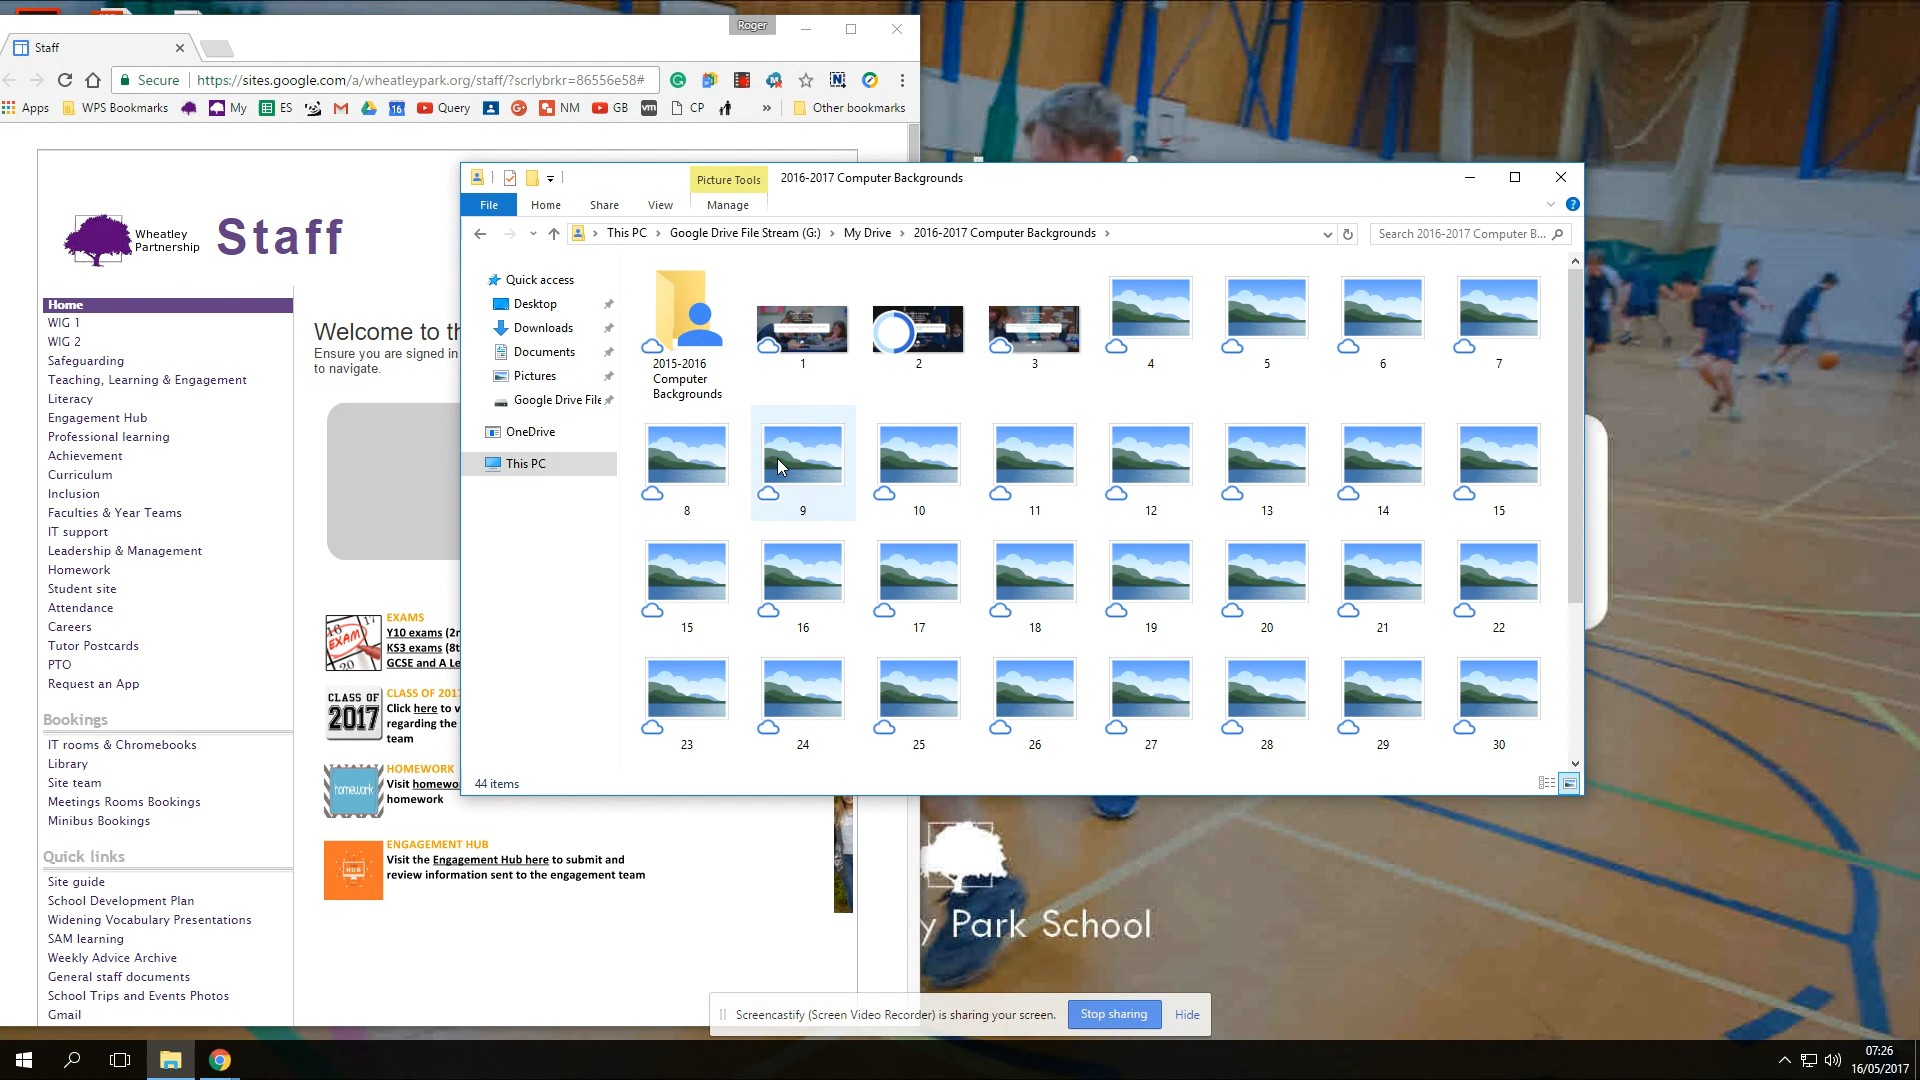 Roger
Staff
Secure
https://sites.google.com/a/wheatleypark.org/staff/?scrlybrkr=86556e58#
Apps
WPS Bookmarks
My
ES
16
Query
NM
GB
vm
CP
»
Other bookmarks
Wheatley
Partnership
Staff
Home
WIG 1
WIG 2
Safeguarding
Teaching, Learning & Engagement
Literacy
Engagement Hub
Professional learning
Achievement
Curriculum
Inclusion
Faculties & Year Teams
IT support
Leadership & Management
Homework
Student site
Attendance
Careers
Tutor Postcards
PTO
Request an App
Bookings
IT rooms & Chromebooks
Library
Site team
Meetings Rooms Bookings
Minibus Bookings
Quick links
Site guide
School Development Plan
Widening Vocabulary Presentations
SAM learning
Weekly Advice Archive
General staff documents
School Trips and Events Photos
Gmail
Welcome to th
Ensure you are signed in
to navigate.
EXAM
EXAMS
Y10 exams (2r
KS3 exams (8t
GCSE and A Le
CLASS OF
2017
CLASS OF 2017
Click here to v
regarding the
team
homework
HOMEWORK
Visit homewo
homework
HUB
ENGAGEMENT HUB
Visit the Engagement Hub here to submit and
review information sent to the engagement team
Picture Tools
2016-2017 Computer Backgrounds
File
Home
Share
View
Manage
This PC
Google Drive File Stream (G:)
My Drive
2016-2017 Computer Backgrounds
Search 2016-2017 Computer B...
Quick access
Desktop
Downloads
Documents
Pictures
Google Drive File
OneDrive
This PC
2015-2016
Computer
Backgrounds
1
2
3
4
5
6
7
8
9
10
11
12
13
14
15
15
16
17
18
19
20
21
22
23
24
25
26
27
28
29
30
44 items
y Park School
Screencastify (Screen Video Recorder) is sharing your screen.
Stop sharing
Hide
07:26
16/05/2017